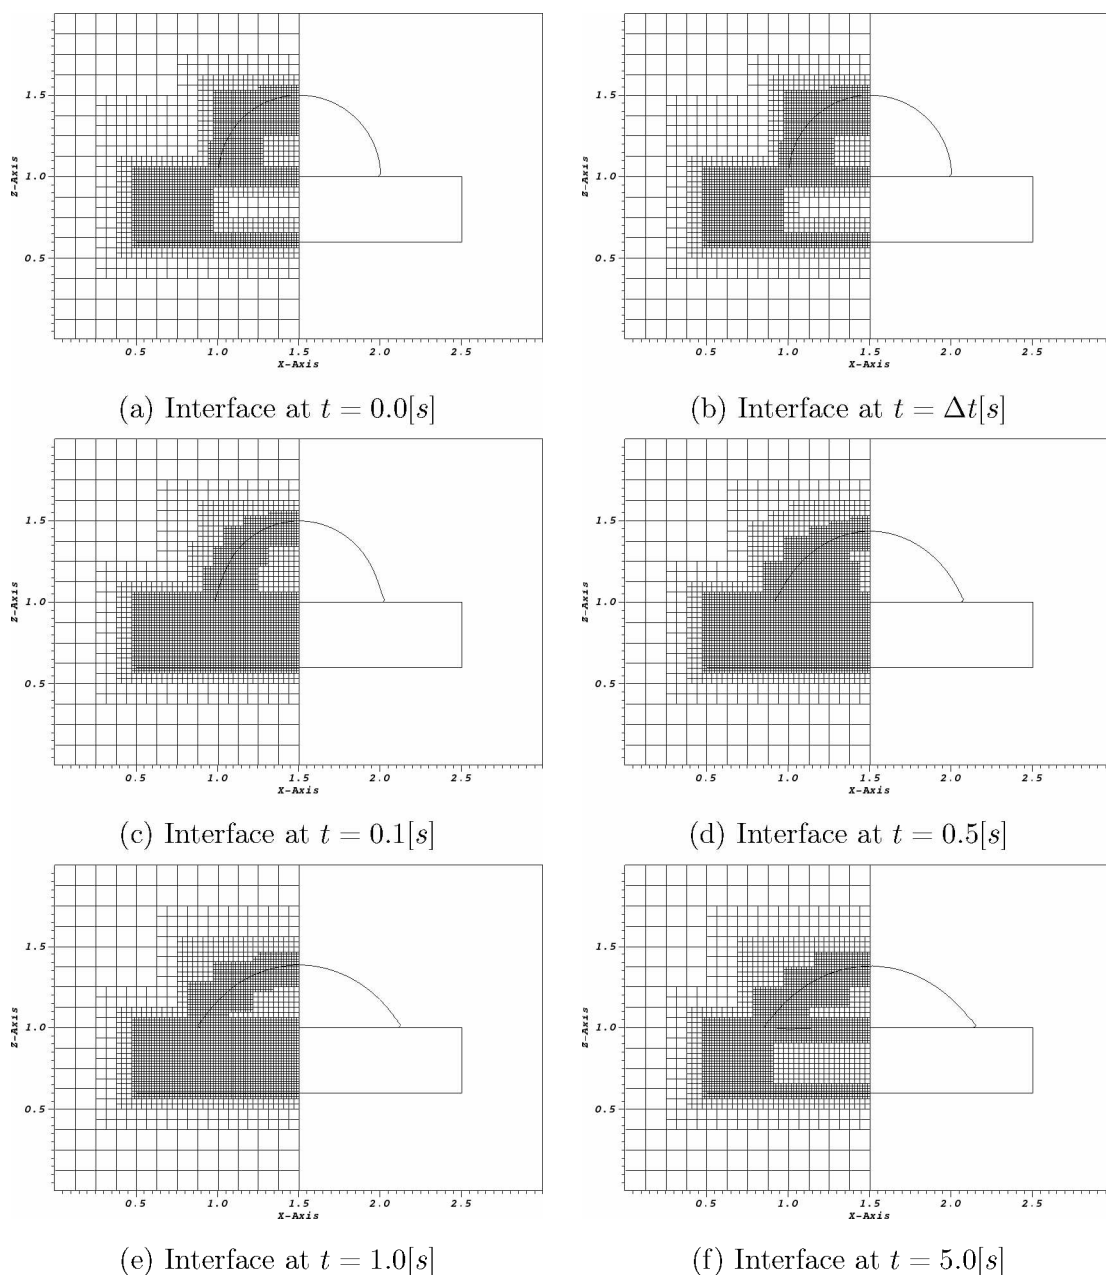 1.5
1.0
0.5
Z-Axis
0.5 1.0 1.5 2.0 2.5
X-Axis
(a) Interface at t = 0.0[s]
1.5
1.0
0.5
Z-Axis
0.5 1.0 1.5 2.0 2.5
X-Axis
(b) Interface at t = Δt[s]
1.5
1.0
0.5
Z-Axis
0.5 1.0 1.5 2.0 2.5
X-Axis
(c) Interface at t = 0.1[s]
1.5
1.0
0.5
Z-Axis
0.5 1.0 1.5 2.0 2.5
X-Axis
(d) Interface at t = 0.5[s]
1.5
1.0
0.5
Z-Axis
0.5 1.0 1.5 2.0 2.5
X-Axis
(e) Interface at t = 1.0[s]
1.5
1.0
0.5
Z-Axis
0.5 1.0 1.5 2.0 2.5
X-Axis
(f) Interface at t = 5.0[s]